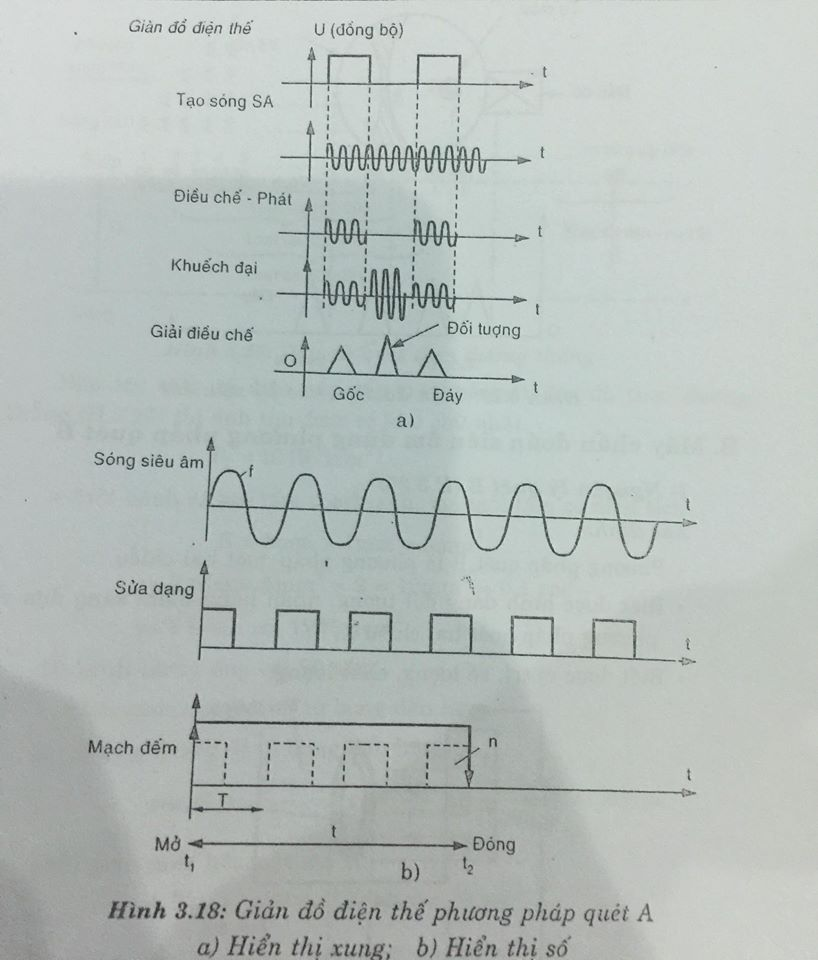 Giản đồ điện thế
U (đồng bộ)
t
Tạo sóng SA
t
Điều chế - Phát
t
Khuếch đại
t
Giải điều chế
Đối tượng
O
t
Gốc
Đáy
a)
Sóng siêu âm
f
t
Sửa dạng
t
Mạch đếm
n
t
T
t
Mở
Đóng
t₁
t₂
b)
Hình 3.18: Giản đồ điện thế phương pháp quét A
a) Hiển thị xung; b) Hiển thị số